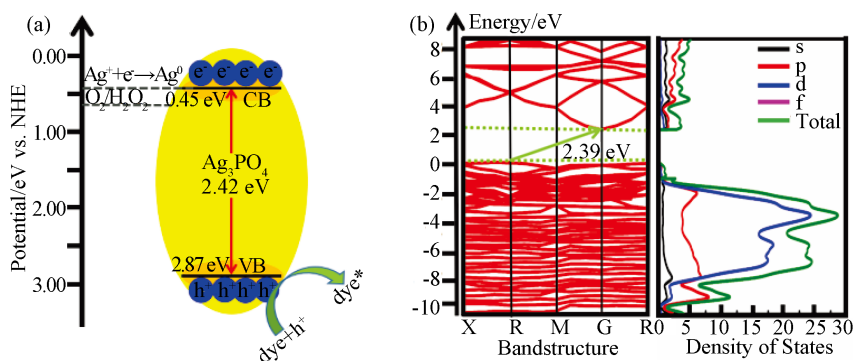 (a)
Potential/eV vs. NHE
0.00
1.00
2.00
3.00
Ag⁺+e⁻→Ag⁰
O₂/H₂O₂
e⁻ e⁻ e⁻ e⁻
0.45 eV CB
Ag₃PO₄
2.42 eV
2.87 eV VB
h⁺ h⁺ h⁺ h⁺
dye*
dye+h⁺
(b)
Energy/eV
8
6
4
2
0
-2
-4
-6
-8
-10
2.39 eV
X R M G R
Bandstructure
s
p
d
f
Total
0 5 10 15 20 25 30
Density of States